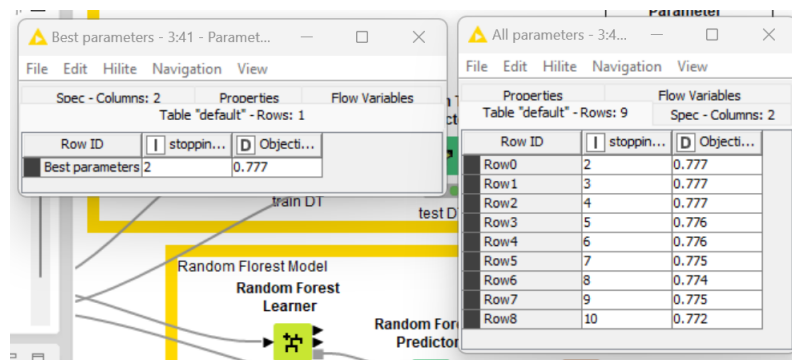 Parameter
Best parameters - 3:41 - Paramet...
File Edit Hilite Navigation View
Spec - Columns: 2 Properties Flow Variables
Table "default" - Rows: 1
Row ID I stoppin... D Objecti...
Best parameters 2 0.777
All parameters - 3:4...
File Edit Hilite Navigation View
Properties Flow Variables
Table "default" - Rows: 9 Spec - Columns: 2
Row ID I stoppin... D Objecti...
Row0 2 0.777
Row1 3 0.777
Row2 4 0.777
Row3 5 0.776
Row4 6 0.776
Row5 7 0.775
Row6 8 0.774
Row7 9 0.775
Row8 10 0.772
train DT
test D
Random Florest Model
Random Forest
Learner
Random For
Predictor